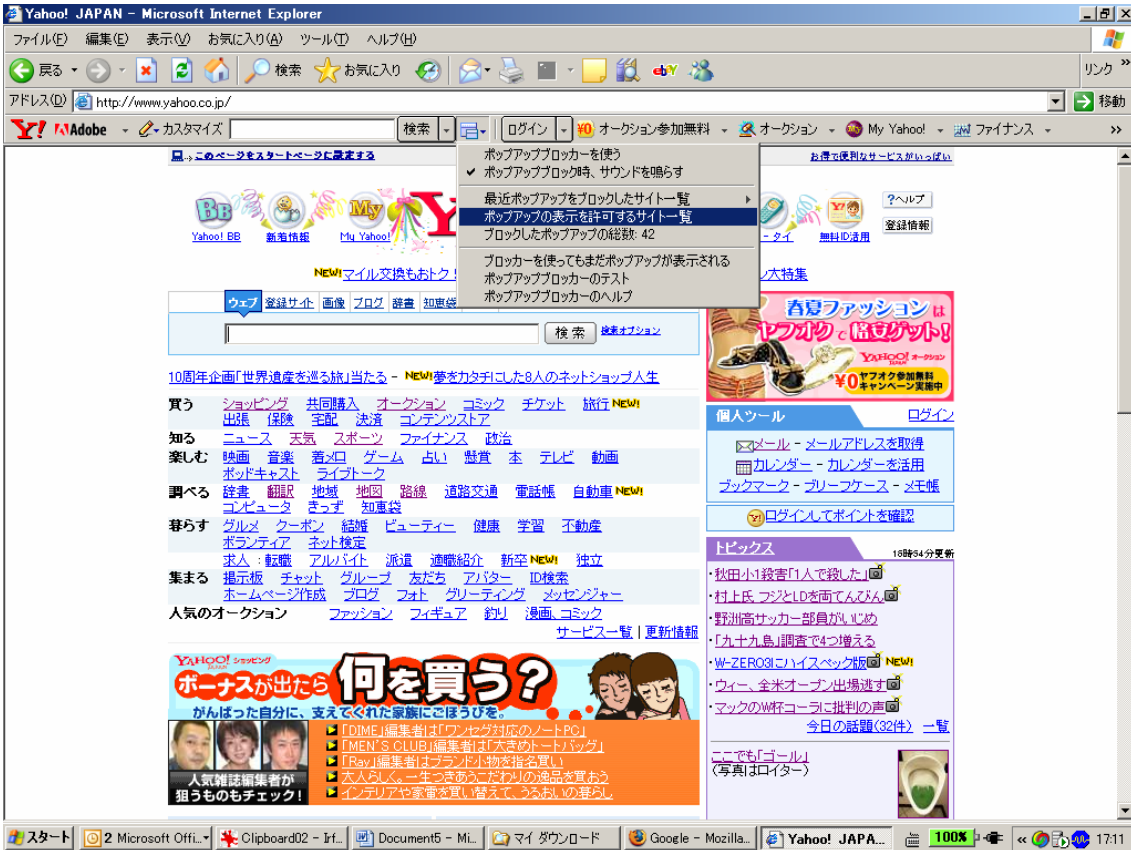 Yahoo! JAPAN - Microsoft Internet Explorer
ファイル(F) 編集(E) 表示(V) お気に入り(A) ツール(T) ヘルプ(H)
戻る 検索 お気に入り ebY リンク »
アドレス(D) http://www.yahoo.co.jp/ 移動
Y! Adobe カスタマイズ 検索 ログイン ¥0 オークション参加無料 オークション My Yahoo! ファイナンス »
このページをスタートページに設定する
お得で便利なサービスがいっぱい
ポップアップブロッカーを使う
ポップアップブロック時、サウンドを鳴らす
最近ポップアップをブロックしたサイト一覧
ポップアップの表示を許可するサイト一覧
ブロックしたポップアップの総数: 42
ブロッカーを使ってもまだポップアップが表示される
ポップアップブロッカーのテスト
ポップアップブロッカーのヘルプ
BB My Y
Yahoo! BB 新着情報 My Yahoo! - タイ 無料ID活用
?ヘルプ
登録情報
NEW! マイル交換もおトク! ン大特集
ウェブ 登録サイト 画像 ブログ 辞書 知恵袋
検索 検索オプション
10周年企画「世界遺産を巡る旅」当たる - NEW!夢をカタチにした8人のネットショップ人生
買う ショッピング 共同購入 オークション コミック チケット 旅行 NEW!
出張 保険 宅配 決済 コンテンツストア
知る ニュース 天気 スポーツ ファイナンス 政治
楽しむ 映画 音楽 着メロ ゲーム 占い 懸賞 本 テレビ 動画
ポッドキャスト ライブトーク
調べる 辞書 翻訳 地域 地図 路線 道路交通 電話帳 自動車 NEW!
コンピュータ きっず 知恵袋
暮らす グルメ クーポン 結婚 ビューティー 健康 学習 不動産
ボランティア ネット検定
求人:転職 アルバイト 派遣 適職紹介 新卒 NEW! 独立
集まる 掲示板 チャット グループ 友だち アバター ID検索
ホームページ作成 ブログ フォト グリーティング メッセンジャー
人気のオークション ファッション フィギュア 釣り 漫画、コミック
サービス一覧 | 更新情報
YAHOO! ショッピング
JAPAN
ボーナスが出たら 何を買う?
がんばった自分に、支えてくれた家族にごほうびを。
「DIME」編集者は「ワンセグ対応のノートPC」
「MEN'S CLUB」編集者は「大きめトートバッグ」
「Ray」編集者はブランド小物を指名買い
大人らしく。一生つきあうこだわりの逸品を買おう
インテリアや家電を買い替えて、うるおいの暮らし
人気雑誌編集者が
狙うものもチェック!
春夏ファッションは
ヤフオクで格安ゲット!
YAHOO! オークション
JAPAN
¥0 ヤフオク参加無料
キャンペーン実施中
個人ツール ログイン
メール - メールアドレスを取得
カレンダー - カレンダーを活用
ブックマーク - ブリーフケース - メモ帳
ログインしてポイントを確認
トピックス 16時54分更新
・秋田小1殺害「1人で殺した」
・村上氏 フジとLDを両てんびん
・野洲高サッカー部員がいじめ
・「九十九島」調査で4つ増える
・W-ZERO3にハイスペック版 NEW!
・ウィー、全米オープン出場逃す
・マックのW杯コーラに批判の声
今日の話題(32件) 一覧
ここでも「ゴール」
(写真はロイター)
スタート 2 Microsoft Offi... Clipboard02 - Irf... Document5 - Mi... マイ ダウンロード Google - Mozilla... Yahoo! JAPA... 100% « 17:11